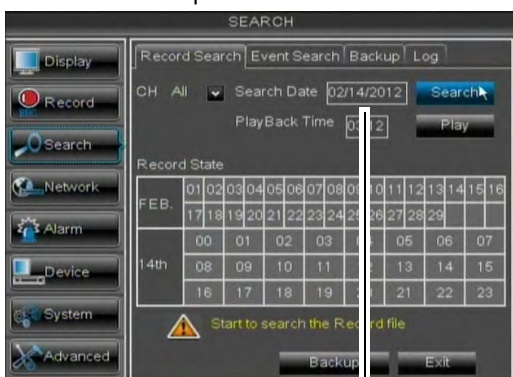 SEARCH
Display
Record
REC
Search
Network
Alarm
Device
System
Advanced
Record Search Event Search Backup Log
CH All Search Date 02/14/2012 Search
PlayBack Time Play
Record State
FEB.
01 02 03 04 05 06 07 08 09 10 11 12 13 14 15 16
17 18 19 20 21 22 23 24 25 26 27 28 29
14th
00 01 02 03 05 06 07
08 09 10 11 13 14 15
16 17 18 19 21 22 23
Start to search the Record file
Backup Exit